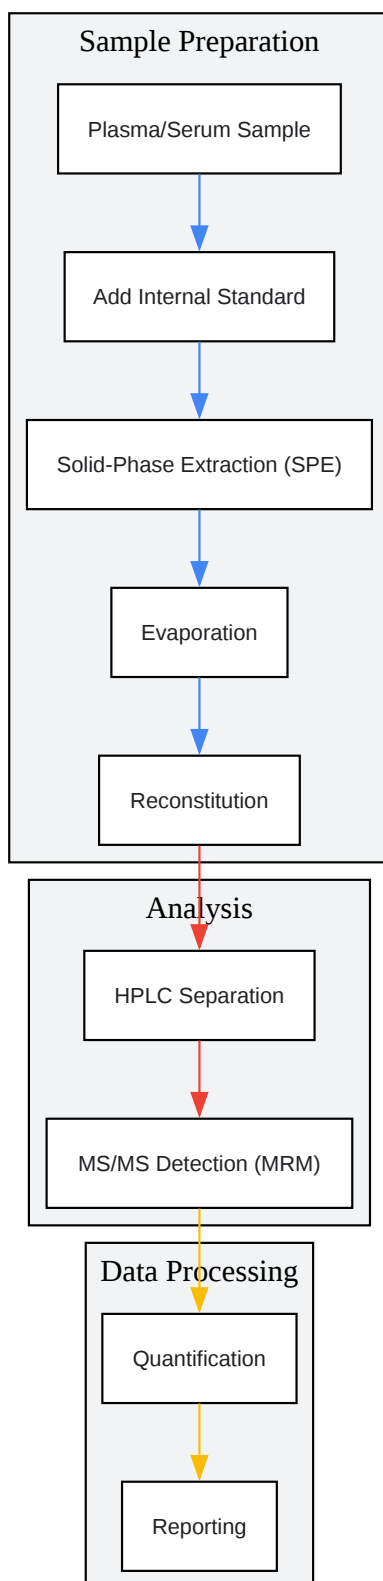 Sample Preparation
Plasma/Serum Sample
Add Internal Standard
Solid-Phase Extraction (SPE)
Evaporation
Reconstitution
Analysis
HPLC Separation
MS/MS Detection (MRM)
Data Processing
Quantification
Reporting